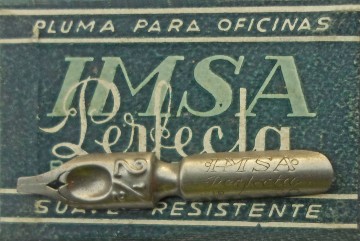 PLUMA PARA OFICINAS
IMSA
Perfecta
SUAVE RESISTENTE
IMSA
Perfecta